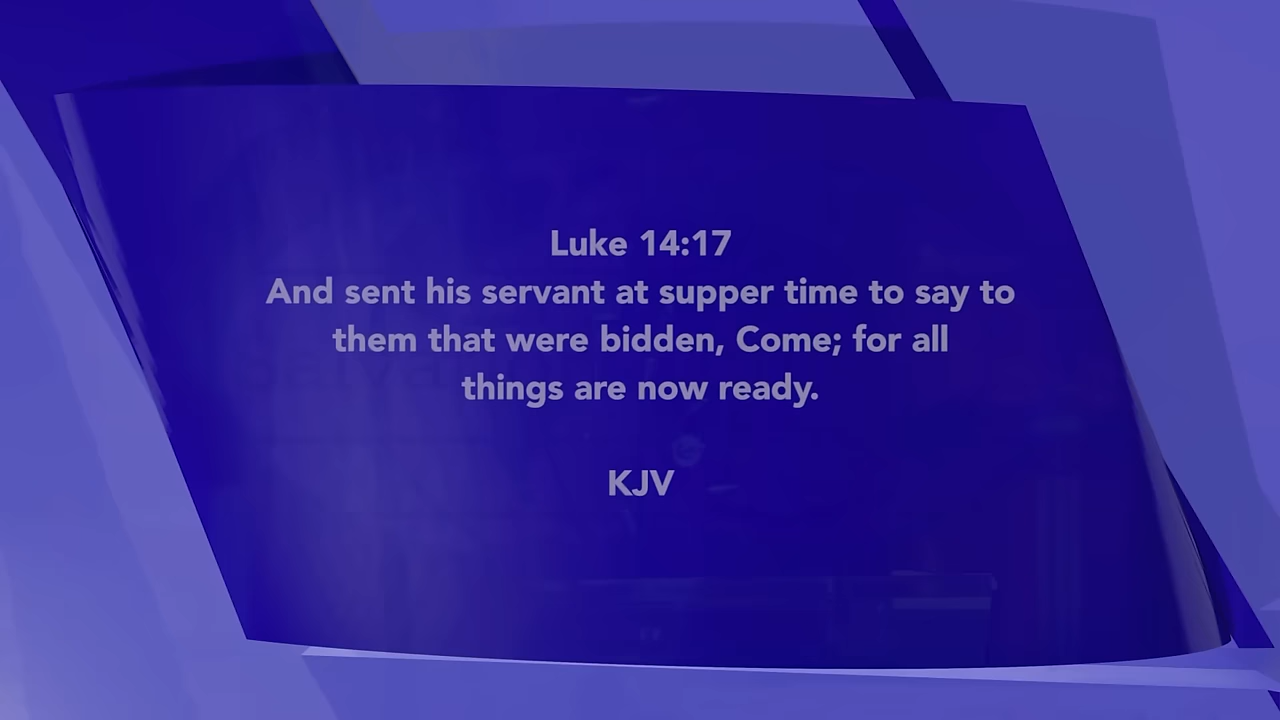 Luke 14:17
And sent his servant at supper time to say to
them that were bidden, Come; for all
things are now ready.
KJV